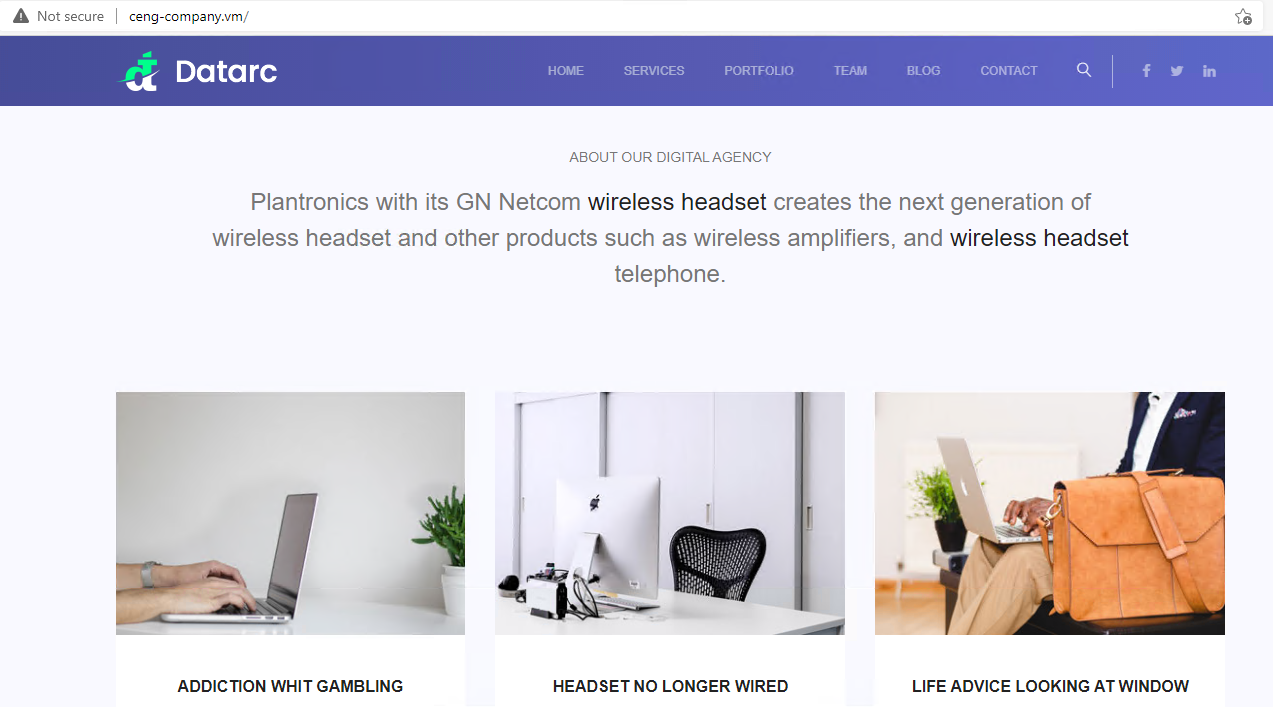 Not secure ceng-company.vm/
Datarc HOME SERVICES PORTFOLIO TEAM BLOG CONTACT
ABOUT OUR DIGITAL AGENCY
Plantronics with its GN Netcom wireless headset creates the next generation of
wireless headset and other products such as wireless amplifiers, and wireless headset
telephone.
ADDICTION WHIT GAMBLING
HEADSET NO LONGER WIRED
LIFE ADVICE LOOKING AT WINDOW